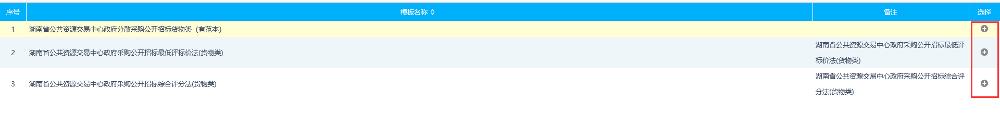 序号 模板名称 备注 选择
1 湖南省公共资源交易中心政府分散采购公开招标货物类（有范本）
2 湖南省公共资源交易中心政府采购公开招标最低评标价法(货物类) 湖南省公共资源交易中心政府采购公开招标最低评
标价法(货物类)
3 湖南省公共资源交易中心政府采购公开招标综合评分法(货物类) 湖南省公共资源交易中心政府采购公开招标综合评
分法(货物类)